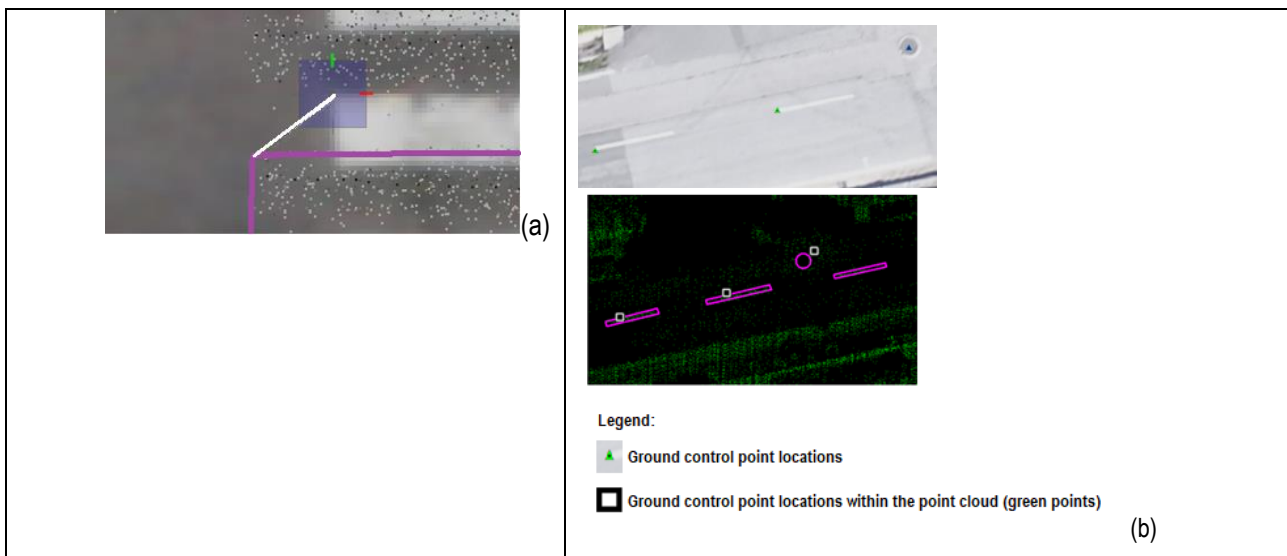 (a)
Legend:
Ground control point locations
Ground control point locations within the point cloud (green points)
(b)